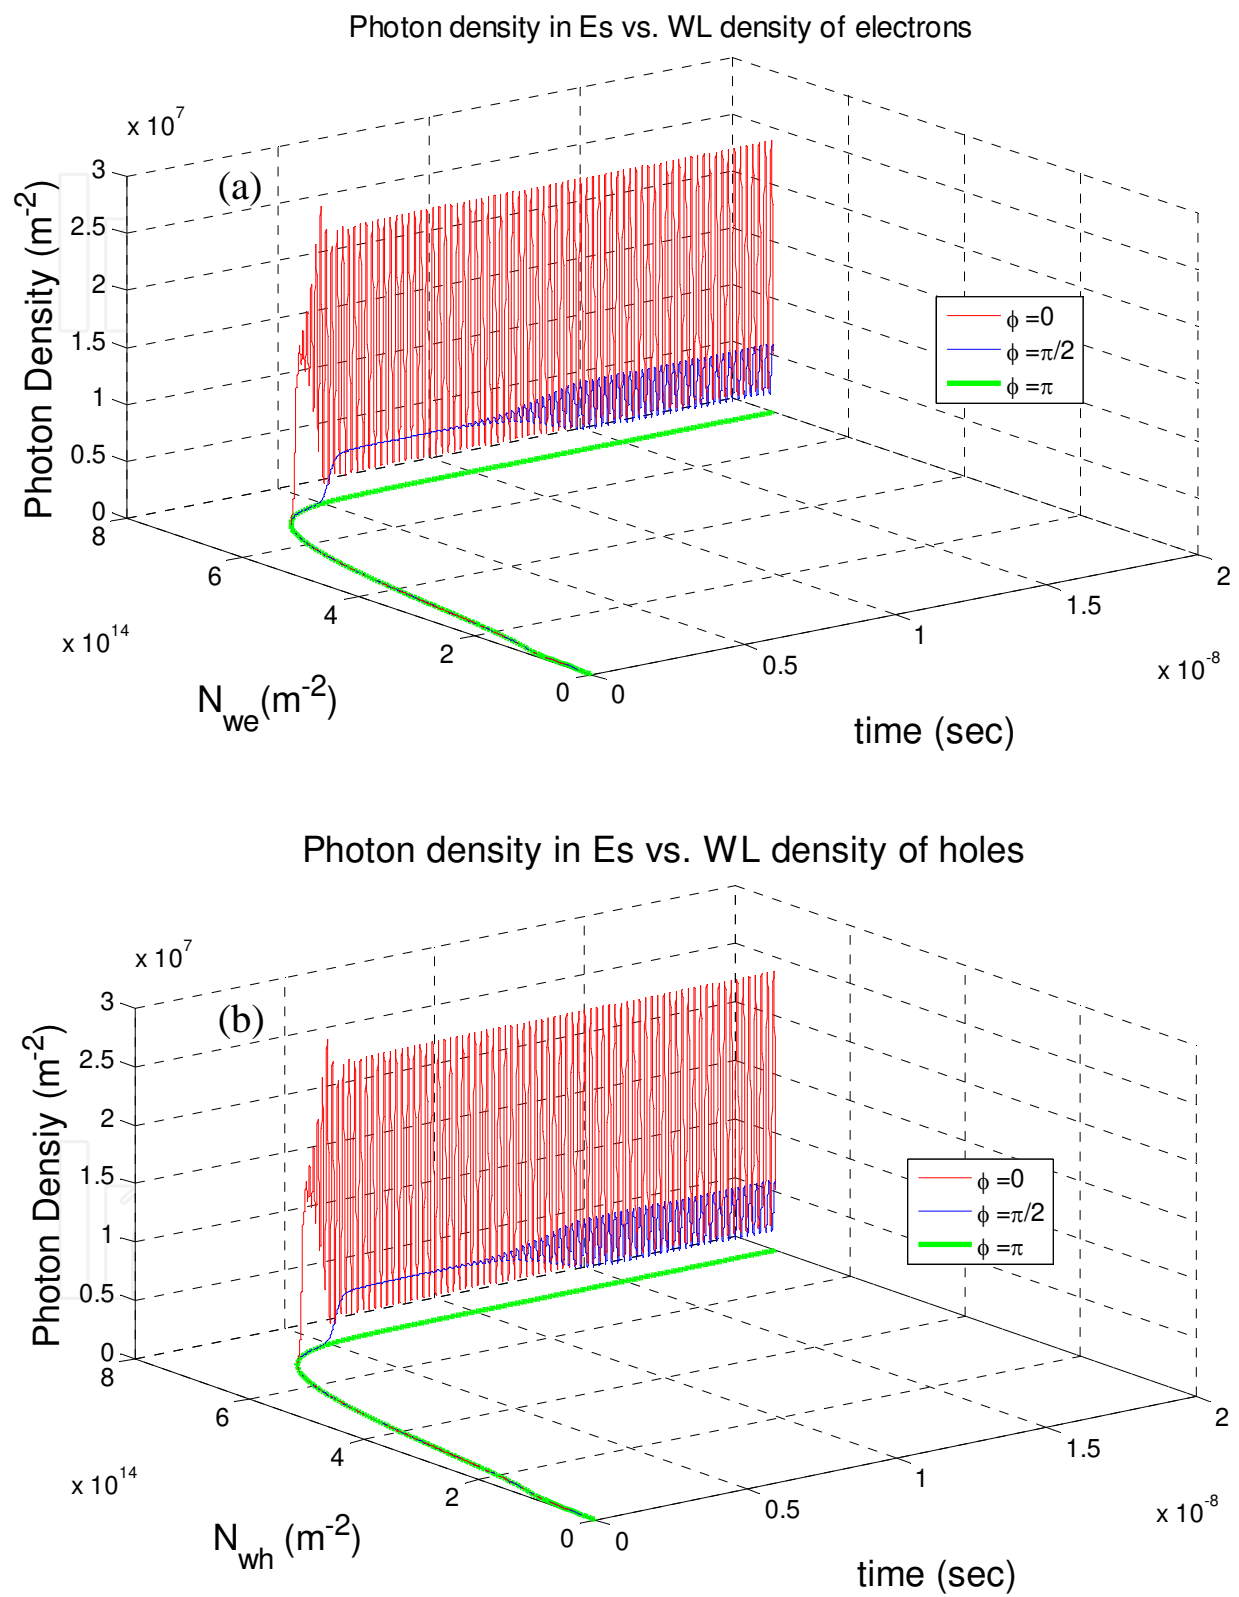 Photon density in Es vs. WL density of electrons
x 10^7
3
2.5
2
1.5
1
0.5
0
Photon Density (m^-2)
(a)
ϕ =0
ϕ =π/2
ϕ =π
8
6
4
2
0
x 10^14
N_we(m^-2)
0
0.5
1
1.5
2
x 10^-8
time (sec)
Photon density in Es vs. WL density of holes
x 10^7
3
2.5
2
1.5
1
0.5
0
Photon Densiy (m^-2)
(b)
ϕ =0
ϕ =π/2
ϕ =π
8
6
4
2
0
x 10^14
N_wh (m^-2)
0
0.5
1
1.5
2
x 10^-8
time (sec)